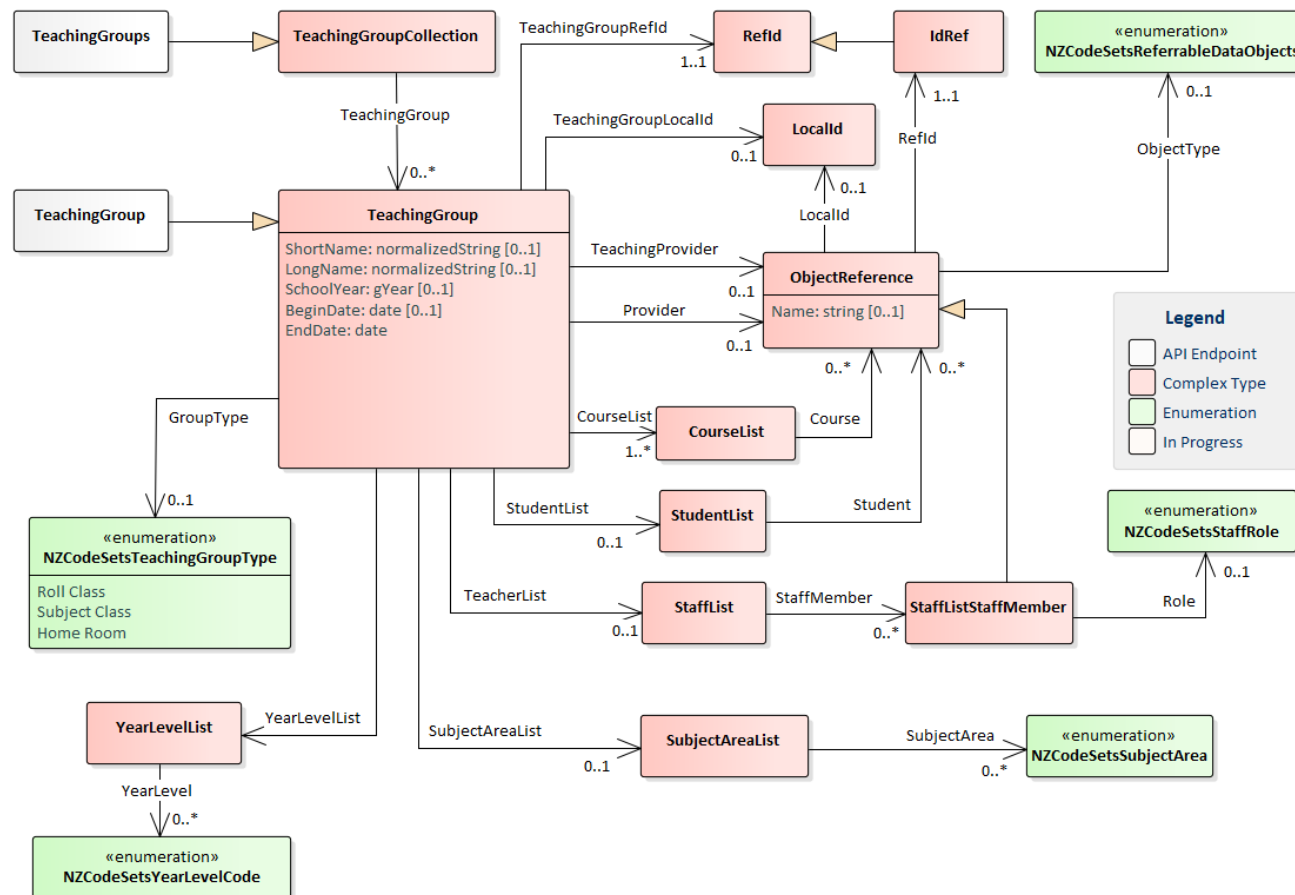 TeachingGroups
TeachingGroupCollection
TeachingGroupRefId
1..1
RefId
IdRef
1..1
«enumeration»
NZCodeSetsReferrableDataObjects
0..1
TeachingGroup
0..*
TeachingGroupLocalId
0..1
LocalId
0..1
LocalId
RefId
ObjectType
TeachingGroup
TeachingGroup
ShortName: normalizedString [0..1]
LongName: normalizedString [0..1]
SchoolYear: gYear [0..1]
BeginDate: date [0..1]
EndDate: date
TeachingProvider
0..1
Provider
0..1
ObjectReference
Name: string [0..1]
0..*
0..*
Legend
API Endpoint
Complex Type
Enumeration
In Progress
GroupType
0..1
CourseList
1..*
CourseList
Course
StudentList
0..1
StudentList
Student
«enumeration»
NZCodeSetsTeachingGroupType
Roll Class
Subject Class
Home Room
«enumeration»
NZCodeSetsStaffRole
0..1
TeacherList
0..1
StaffList
StaffMember
0..*
StaffListStaffMember
Role
YearLevelList
YearLevelList
SubjectAreaList
0..1
SubjectAreaList
SubjectArea
0..*
«enumeration»
NZCodeSetsSubjectArea
YearLevel
0..*
«enumeration»
NZCodeSetsYearLevelCode